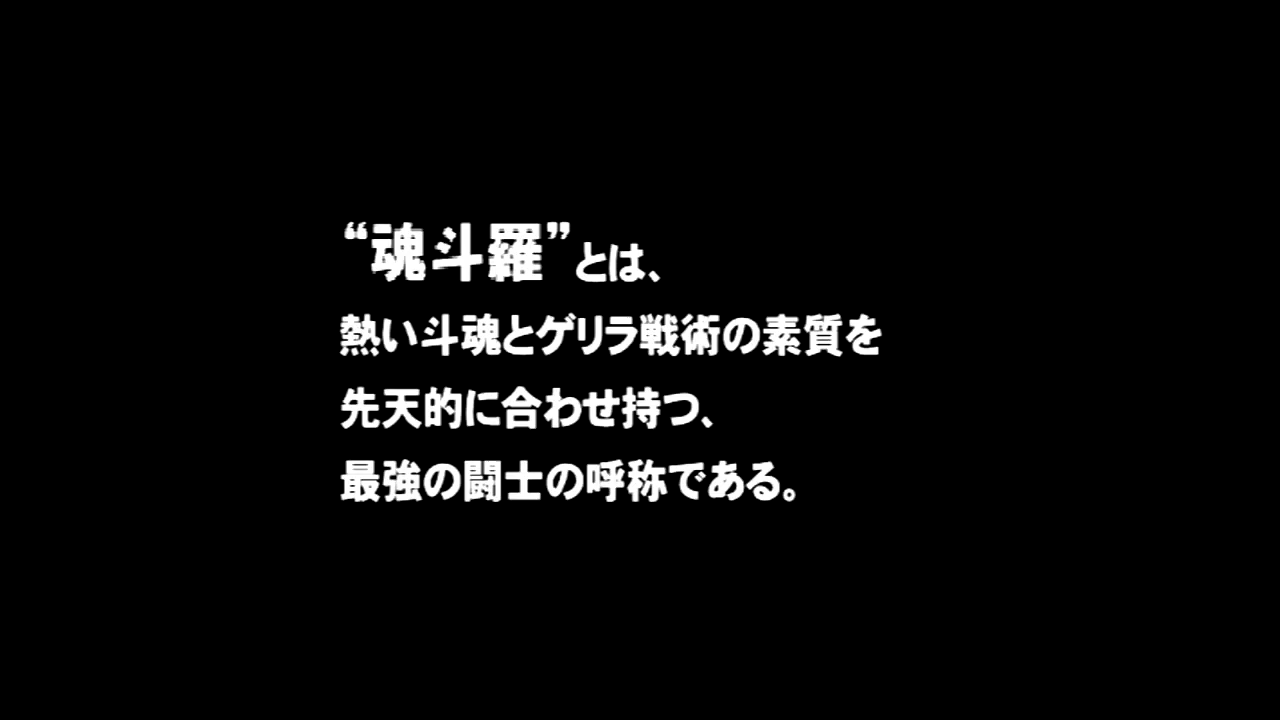 “魂斗羅”とは、
熱い斗魂とゲリラ戦術の素質を
先天的に合わせ持つ、
最強の闘士の呼称である。